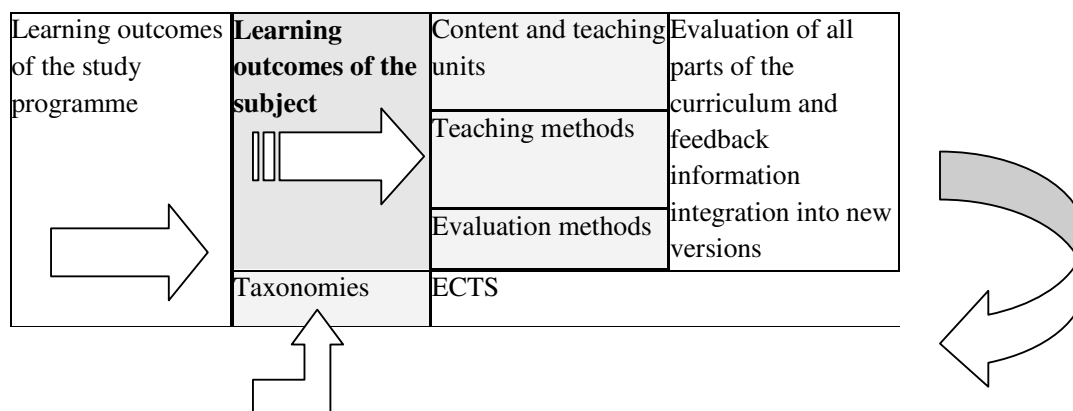 Learning outcomes
of the study
programme
Learning
outcomes of the
subject
Content and teaching
units
Teaching methods
Evaluation methods
Evaluation of all
parts of the
curriculum and
feedback
information
integration into new
versions
Taxonomies
ECTS